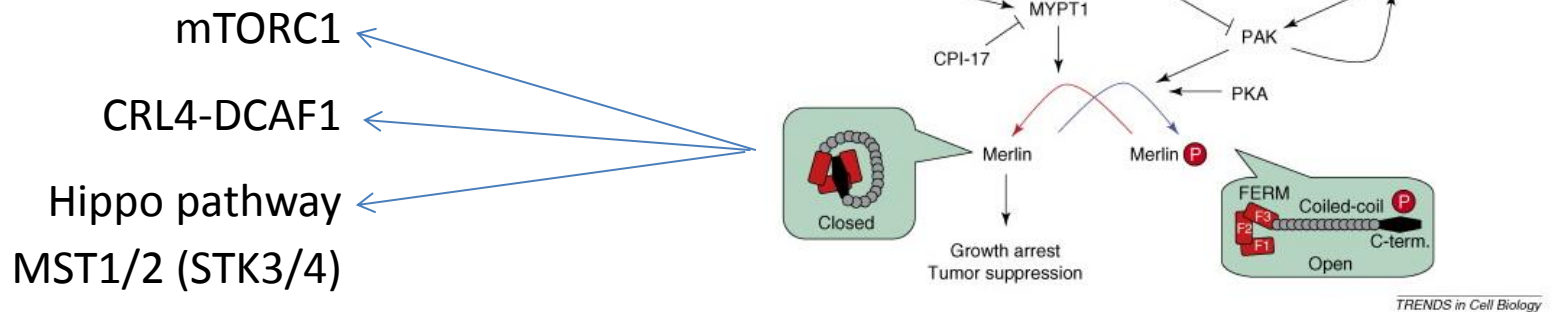 mTORC1
CRL4-DCAF1
Hippo pathway
MST1/2 (STK3/4)
MYPT1
CPI-17
PAK
PKA
Merlin
Merlin P
Closed
Growth arrest
Tumor suppression
FERM
Coiled-coil P
F3
F2
F1
C-term.
Open
TRENDS in Cell Biology